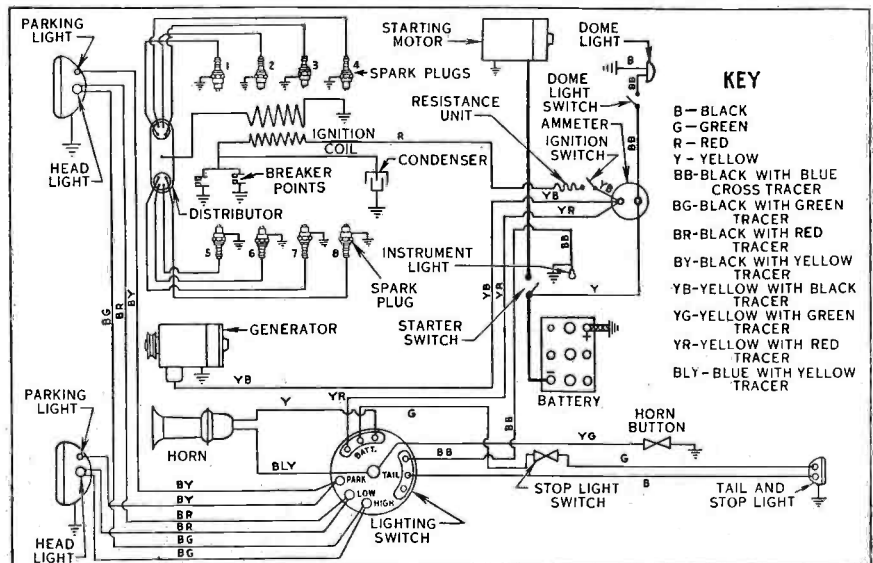 PARKING
LIGHT
HEAD
LIGHT
1
2
3
4
SPARK PLUGS
IGNITION
COIL
R
BREAKER
POINTS
CONDENSER
DISTRIBUTOR
5
6
7
8
SPARK
PLUG
STARTING
MOTOR
RESISTANCE
UNIT
DOME
LIGHT
B
BB
DOME
LIGHT
SWITCH
AMMETER
IGNITION
SWITCH
BB
YB
YB
YR
BB
INSTRUMENT
LIGHT
Y
STARTER
SWITCH
+
-
BATTERY
KEY
B-BLACK
G-GREEN
R-RED
Y-YELLOW
BB-BLACK WITH BLUE
CROSS TRACER
BG-BLACK WITH GREEN
TRACER
BR-BLACK WITH RED
TRACER
BY-BLACK WITH YELLOW
TRACER
YB-YELLOW WITH BLACK
TRACER
YG-YELLOW WITH GREEN
TRACER
YR-YELLOW WITH RED
TRACER
BLY-BLUE WITH YELLOW
TRACER
BG
BR
BY
GENERATOR
YB
YB
YR
PARKING
LIGHT
HEAD
LIGHT
HORN
Y
YR
G
BLY
BATT.
TAIL
PARK
LOW
HIGH
BY
BY
BR
BR
BG
BG
LIGHTING
SWITCH
BB
BB
YG
HORN
BUTTON
G
B
STOP LIGHT
SWITCH
TAIL AND
STOP LIGHT